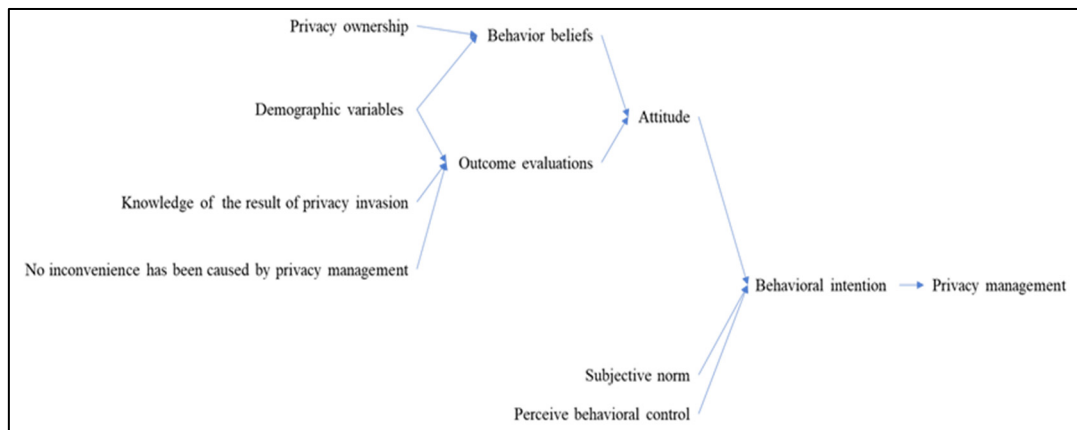 Privacy ownership
Behavior beliefs
Demographic variables
Attitude
Outcome evaluations
Knowledge of the result of privacy invasion
No inconvenience has been caused by privacy management
Behavioral intention
Privacy management
Subjective norm
Perceive behavioral control